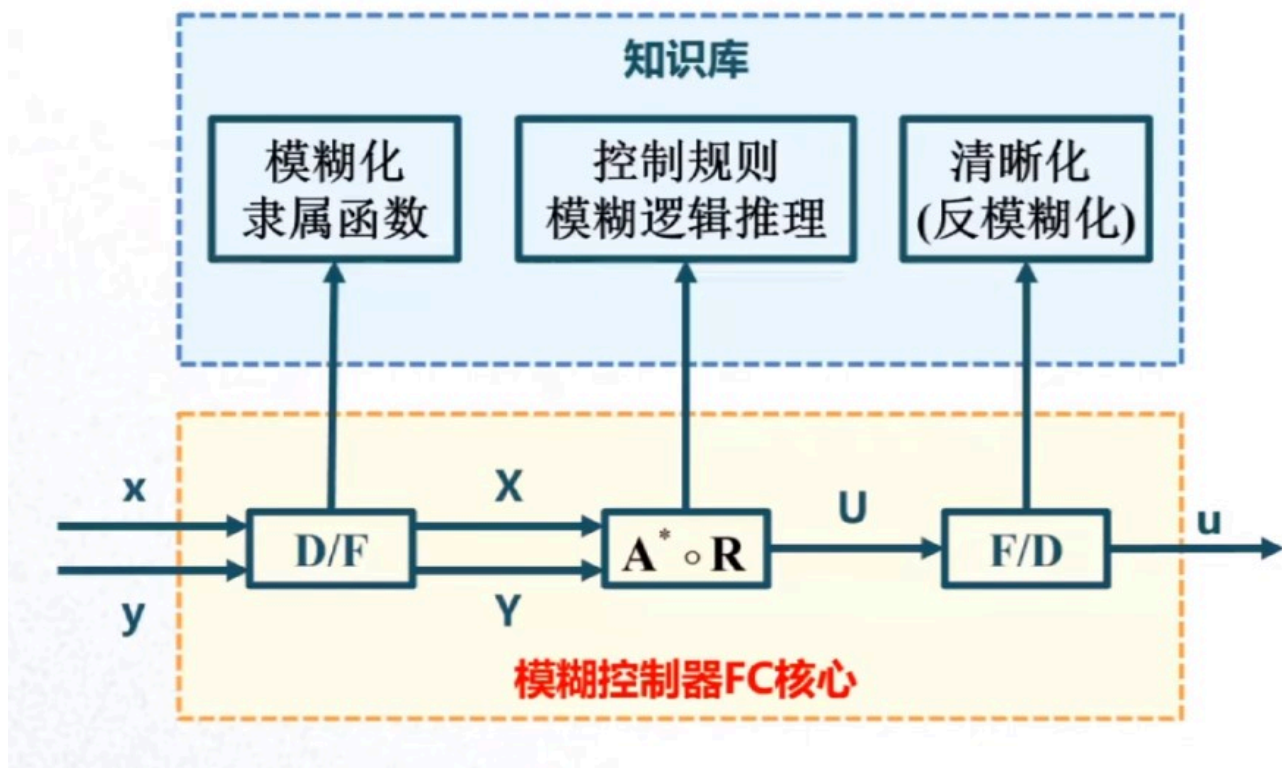 知识库
模糊化
隶属函数
控制规则
模糊逻辑推理
清晰化
(反模糊化)
x
y
D/F
X
Y
A* ∘ R
U
F/D
u
模糊控制器FC核心